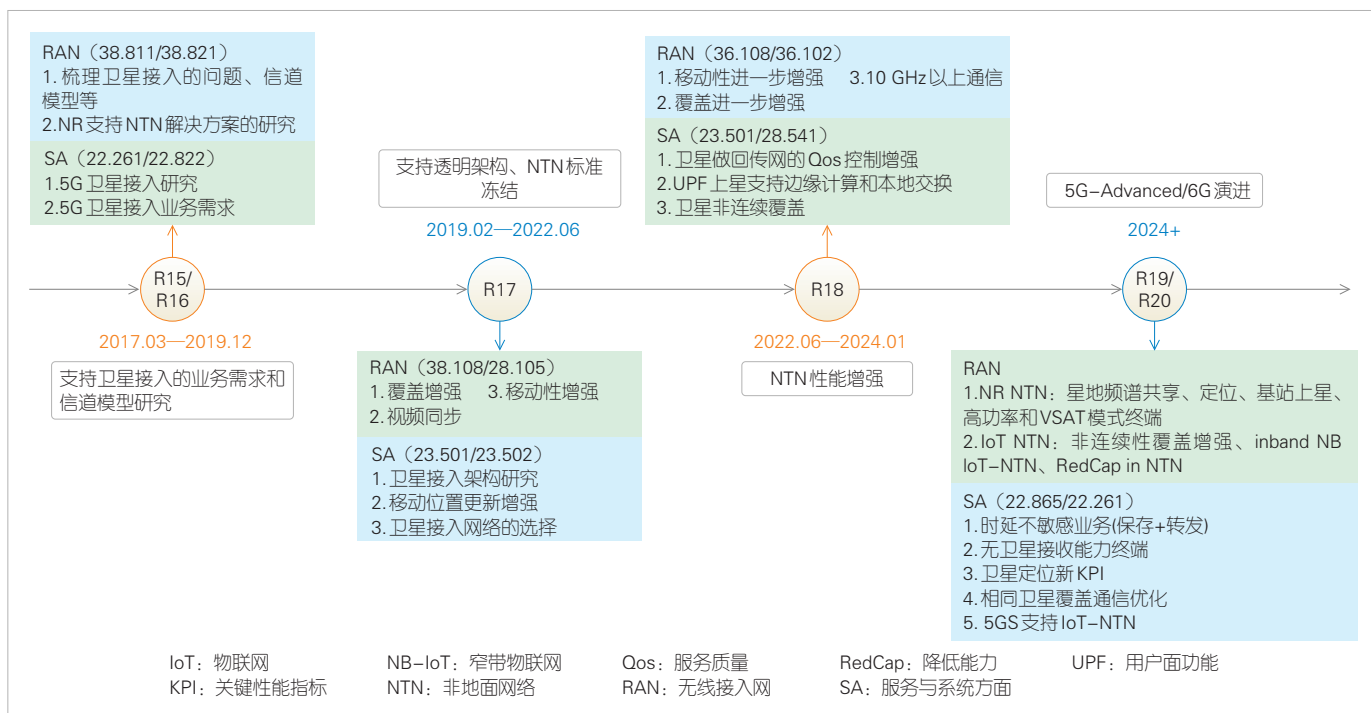 RAN（38.811/38.821）
1. 梳理卫星接入的问题、信道
模型等
2.NR支持NTN解决方案的研究
SA（22.261/22.822）
1.5G卫星接入研究
2.5G卫星接入业务需求
R15/
R16
2017.03—2019.12
支持卫星接入的业务需求和
信道模型研究
支持透明架构、NTN标准
冻结
2019.02—2022.06
R17
RAN（38.108/28.105）
1. 覆盖增强 3. 移动性增强
2. 视频同步
SA（23.501/23.502）
1. 卫星接入架构研究
2. 移动位置更新增强
3. 卫星接入网络的选择
RAN（36.108/36.102）
1. 移动性进一步增强 3.10 GHz以上通信
2. 覆盖进一步增强
SA（23.501/28.541）
1. 卫星做回传网的Qos控制增强
2.UPF上星支持边缘计算和本地交换
3. 卫星非连续覆盖
R18
2022.06—2024.01
NTN性能增强
5G-Advanced/6G演进
2024+
R19/
R20
RAN
1.NR NTN：星地频谱共享、定位、基站上星、
高功率和VSAT模式终端
2.IoT NTN：非连续性覆盖增强、inband NB
IoT-NTN、RedCap in NTN
SA（22.865/22.261）
1. 时延不敏感业务(保存+转发)
2. 无卫星接收能力终端
3. 卫星定位新KPI
4. 相同卫星覆盖通信优化
5. 5GS支持IoT-NTN
IoT：物联网 NB-IoT：窄带物联网 Qos：服务质量 RedCap：降低能力 UPF：用户面功能
KPI：关键性能指标 NTN：非地面网络 RAN：无线接入网 SA：服务与系统方面